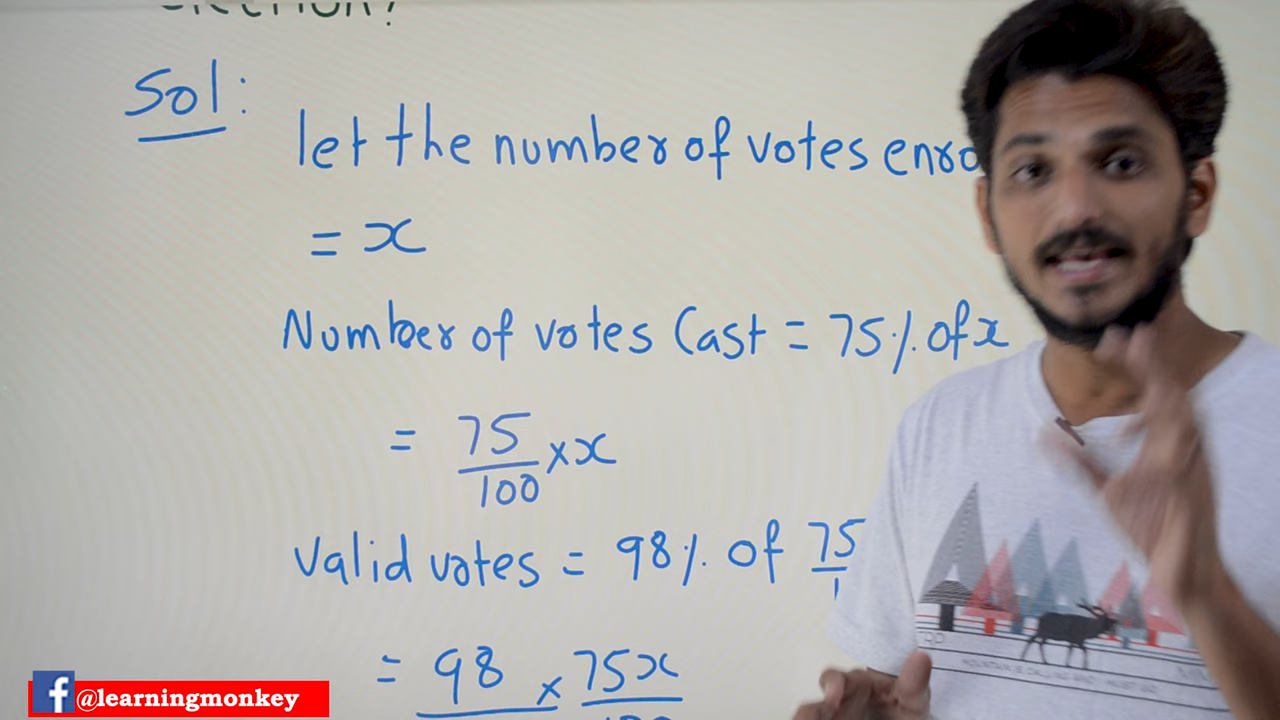 Sol:
let the number of votes
= x
Number of votes Cast = 75% of x
= 75/100 × x
Valid votes = 98% of 75
= 98 × 75x
@learningmonkey